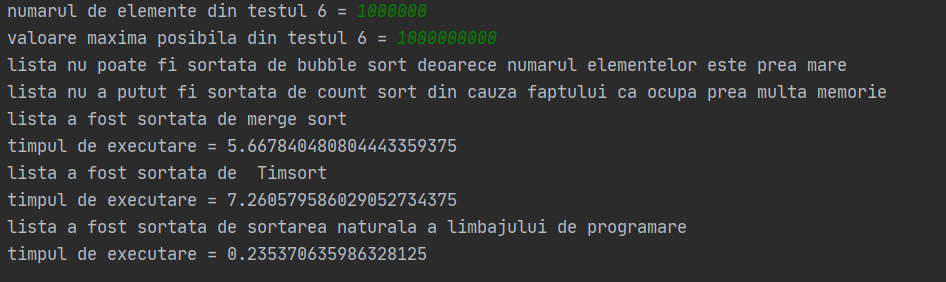 numarul de elemente din testul 6 = 1000000
valoare maxima posibila din testul 6 = 1000000000
lista nu poate fi sortata de bubble sort deoarece numarul elementelor este prea mare
lista nu a putut fi sortata de count sort din cauza faptului ca ocupa prea multa memorie
lista a fost sortata de merge sort
timpul de executare = 5.667840480804443359375
lista a fost sortata de  Timsort
timpul de executare = 7.260579586029052734375
lista a fost sortata de sortarea naturala a limbajului de programare
timpul de executare = 0.235370635986328125